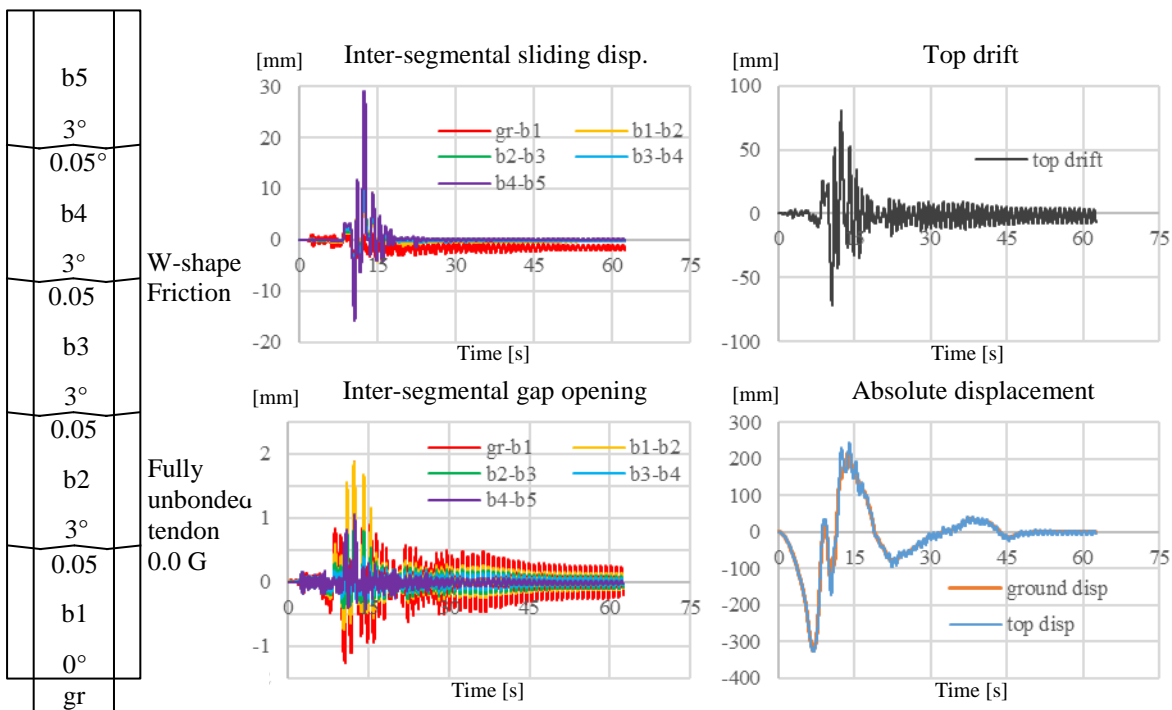 b5
3°
0.05°
b4
3°
0.05
b3
3°
0.05
b2
3°
0.05
b1
0°
gr
W-shape
Friction
Fully
unbonded
tendon
0.0 G
[mm]
Inter-segmental sliding disp.
30
20
10
0
-10
-20
0
15
30
45
60
75
gr-b1
b1-b2
b2-b3
b3-b4
b4-b5
Time [s]
[mm]
Top drift
100
50
0
-50
-100
0
15
30
45
60
75
top drift
Time [s]
[mm]
Inter-segmental gap opening
2
1
0
-1
0
15
30
45
60
75
gr-b1
b1-b2
b2-b3
b3-b4
b4-b5
Time [s]
[mm]
Absolute displacement
300
200
100
0
-100
-200
-300
-400
0
15
30
45
60
75
ground disp
top disp
Time [s]